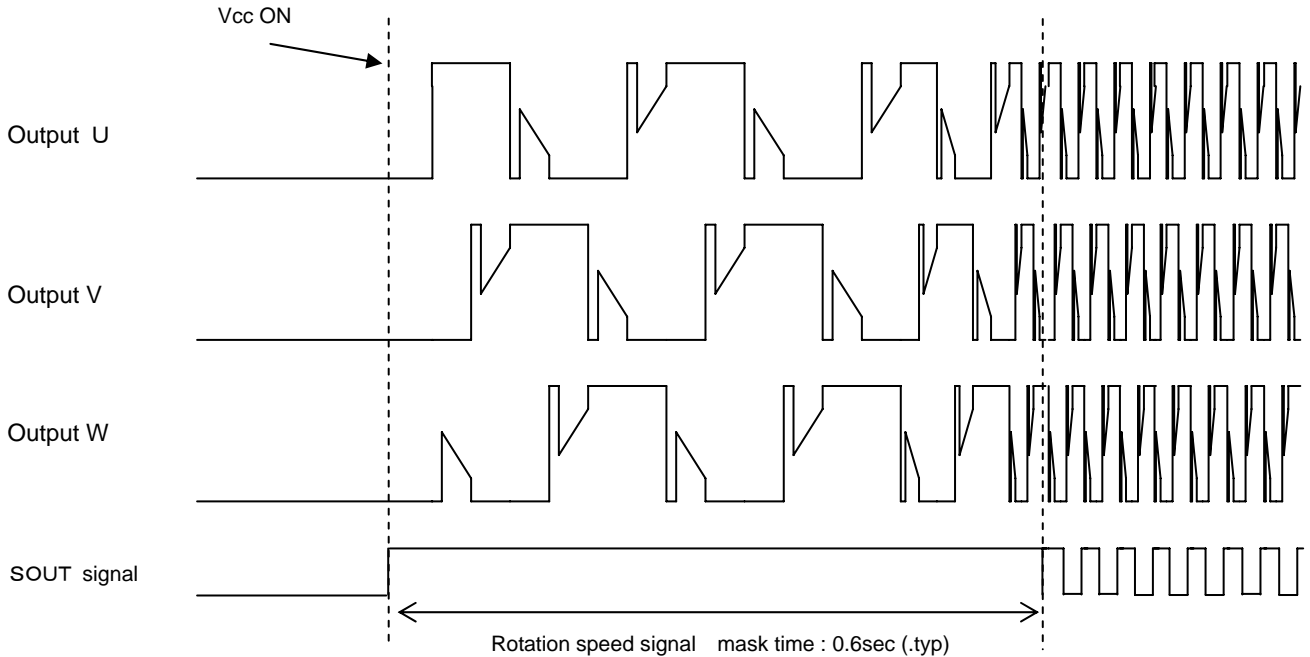 Vcc ON
Output U
Output V
Output W
SOUT signal
Rotation speed signal mask time : 0.6sec (.typ)